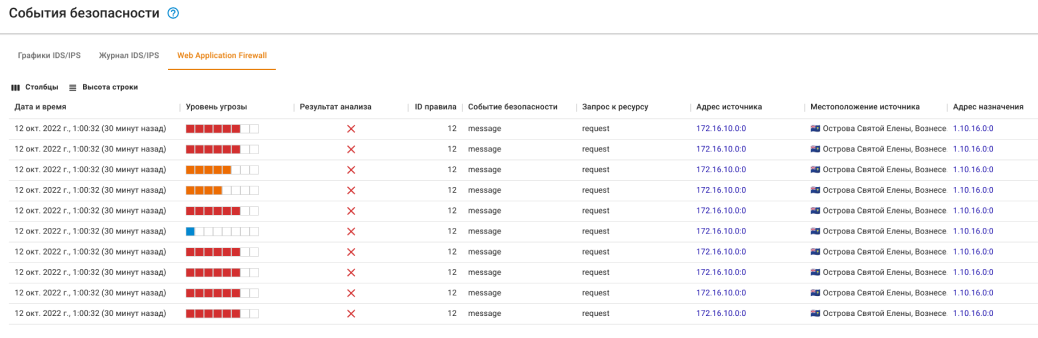 События безопасности ?
Графики IDS/IPS Журнал IDS/IPS Web Application Firewall
Столбцы Высота строки
Дата и время Уровень угрозы Результат анализа ID правила Событие безопасности Запрос к ресурсу Адрес источника Местоположение источника Адрес назначения
12 окт. 2022 г., 1:00:32 (30 минут назад) 12 message request 172.16.10.0:0 Острова Святой Елены, Вознесе 1.10.16.0:0
12 окт. 2022 г., 1:00:32 (30 минут назад) 12 message request 172.16.10.0:0 Острова Святой Елены, Вознесе 1.10.16.0:0
12 окт. 2022 г., 1:00:32 (30 минут назад) 12 message request 172.16.10.0:0 Острова Святой Елены, Вознесе 1.10.16.0:0
12 окт. 2022 г., 1:00:32 (30 минут назад) 12 message request 172.16.10.0:0 Острова Святой Елены, Вознесе 1.10.16.0:0
12 окт. 2022 г., 1:00:32 (30 минут назад) 12 message request 172.16.10.0:0 Острова Святой Елены, Вознесе 1.10.16.0:0
12 окт. 2022 г., 1:00:32 (30 минут назад) 12 message request 172.16.10.0:0 Острова Святой Елены, Вознесе 1.10.16.0:0
12 окт. 2022 г., 1:00:32 (30 минут назад) 12 message request 172.16.10.0:0 Острова Святой Елены, Вознесе 1.10.16.0:0
12 окт. 2022 г., 1:00:32 (30 минут назад) 12 message request 172.16.10.0:0 Острова Святой Елены, Вознесе 1.10.16.0:0
12 окт. 2022 г., 1:00:32 (30 минут назад) 12 message request 172.16.10.0:0 Острова Святой Елены, Вознесе 1.10.16.0:0
12 окт. 2022 г., 1:00:32 (30 минут назад) 12 message request 172.16.10.0:0 Острова Святой Елены, Вознесе 1.10.16.0:0